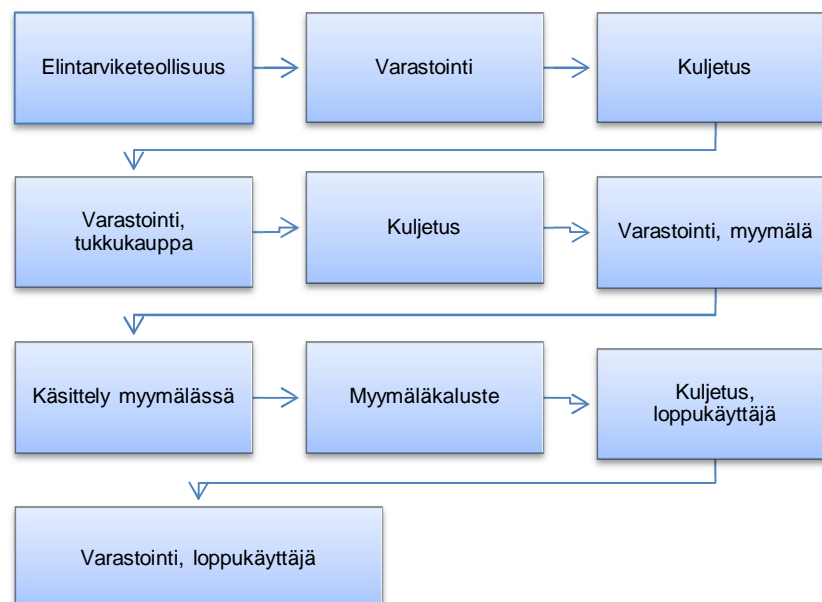 Elintarviketeollisuus
Varastointi
Kuljetus
Varastointi,
tukkukauppa
Kuljetus
Varastointi, myymälä
Käsittely myymälässä
Myymäläkaluste
Kuljetus,
loppukäyttäjä
Varastointi, loppukäyttäjä